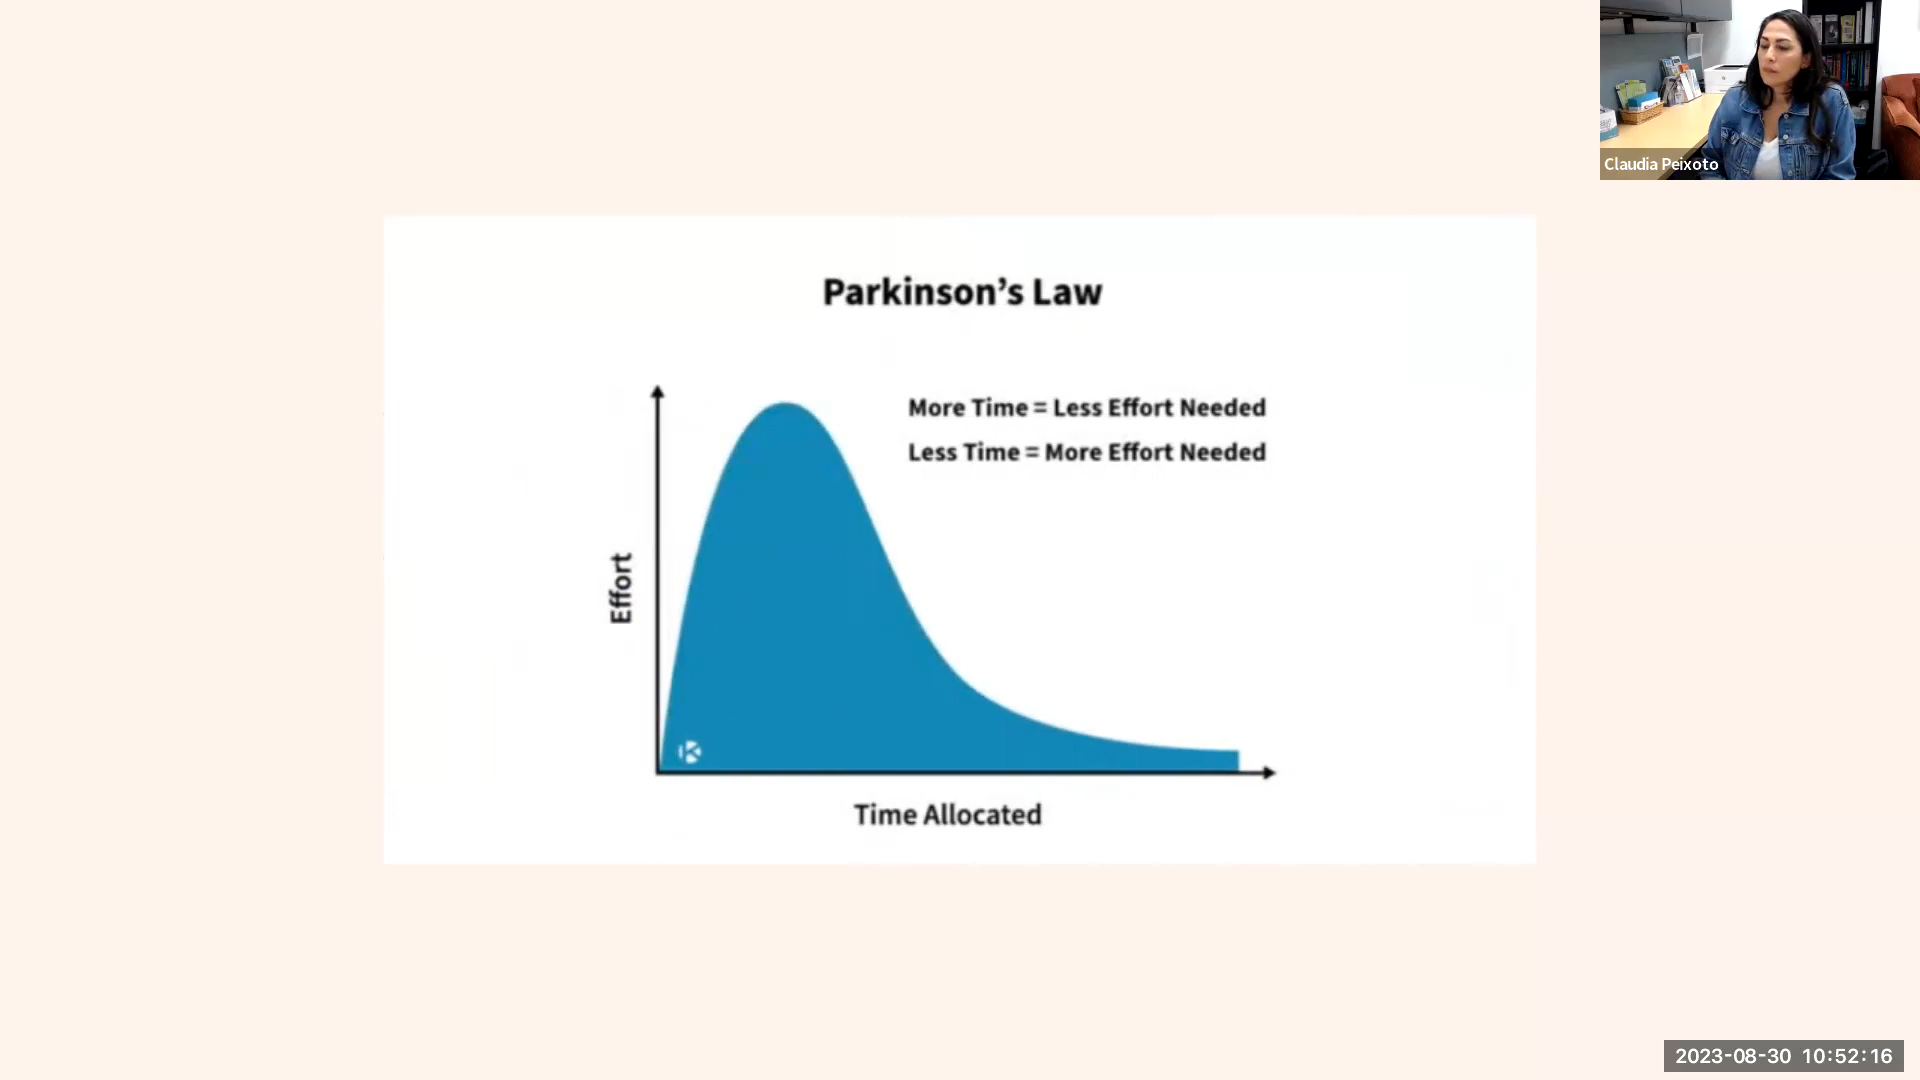 Claudia Peixoto
Parkinson's Law
More Time = Less Effort Needed
Less Time = More Effort Needed
Effort
Time Allocated
2023-08-30 10:52:16